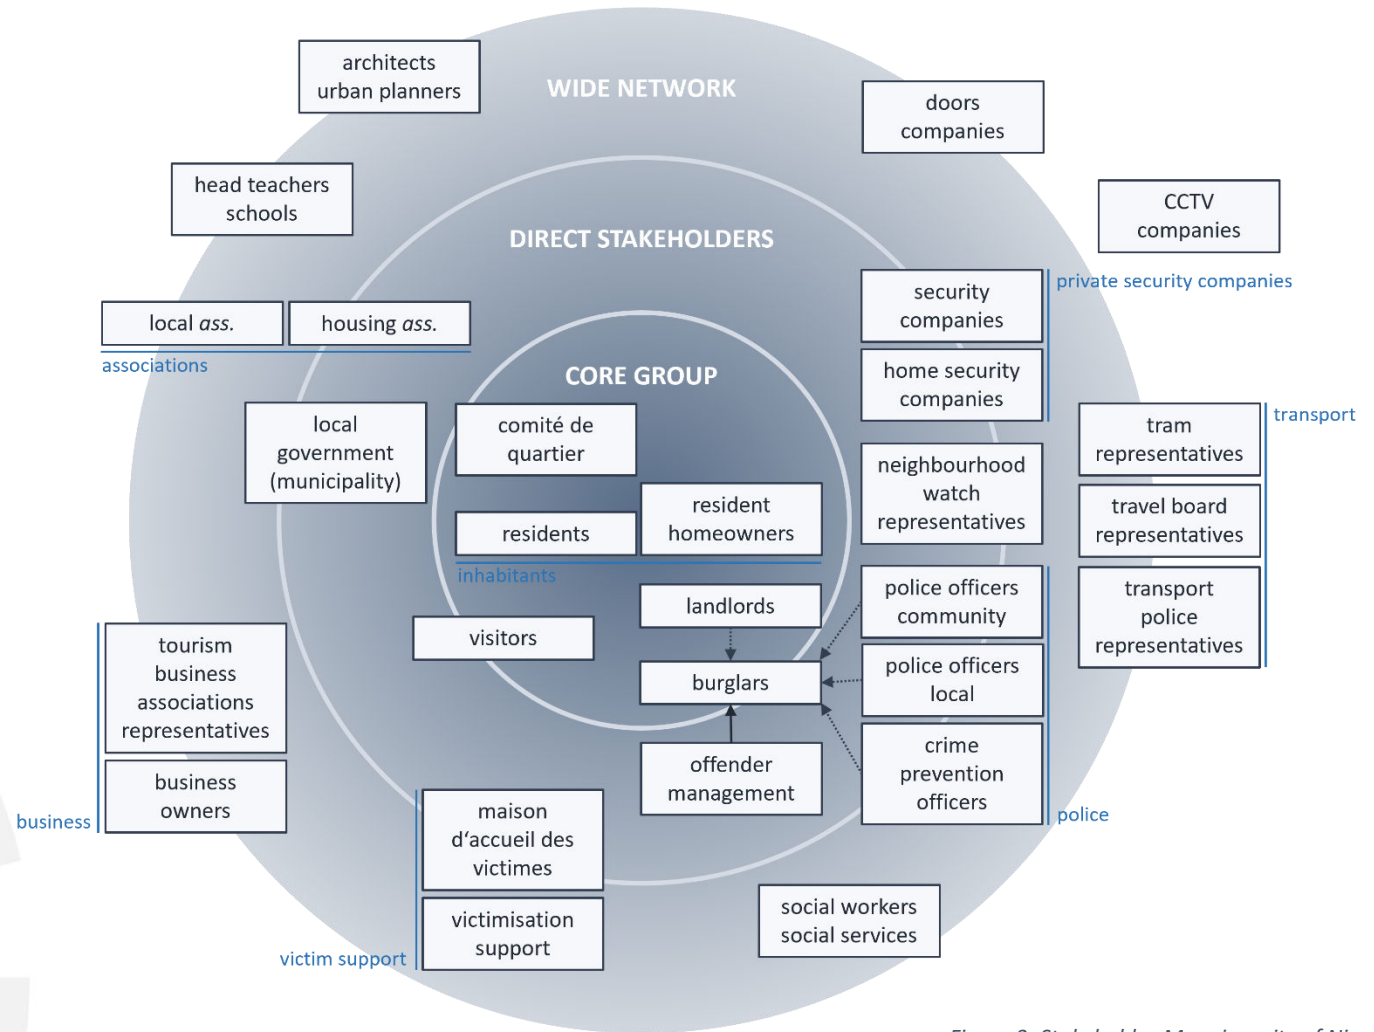 architects
urban planners
WIDE NETWORK
doors
companies
head teachers
schools
CCTV
companies
DIRECT STAKEHOLDERS
security
companies
private security companies
local ass.
housing ass.
associations
home security
companies
CORE GROUP
local
government
(municipality)
comité de
quartier
neighbourhood
watch
representatives
tram
representatives
transport
travel board
representatives
transport
police
representatives
residents
resident
homeowners
inhabitants
landlords
police officers
community
visitors
burglars
police officers
local
offender
management
crime
prevention
officers
police
tourism
business
associations
representatives
business
owners
business
maison
d‘accueil des
victimes
victimisation
support
victim support
social workers
social services